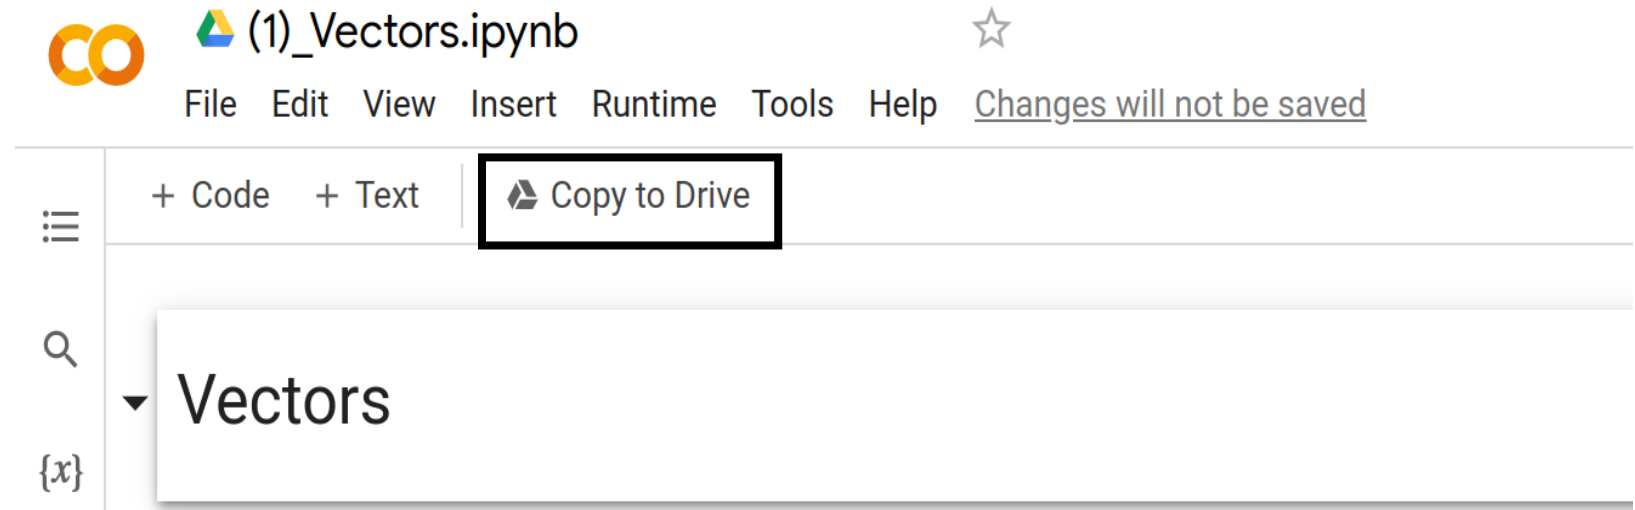 (1)_Vectors.ipynb
File Edit View Insert Runtime Tools Help Changes will not be saved
+ Code + Text Copy to Drive
Vectors
{x}